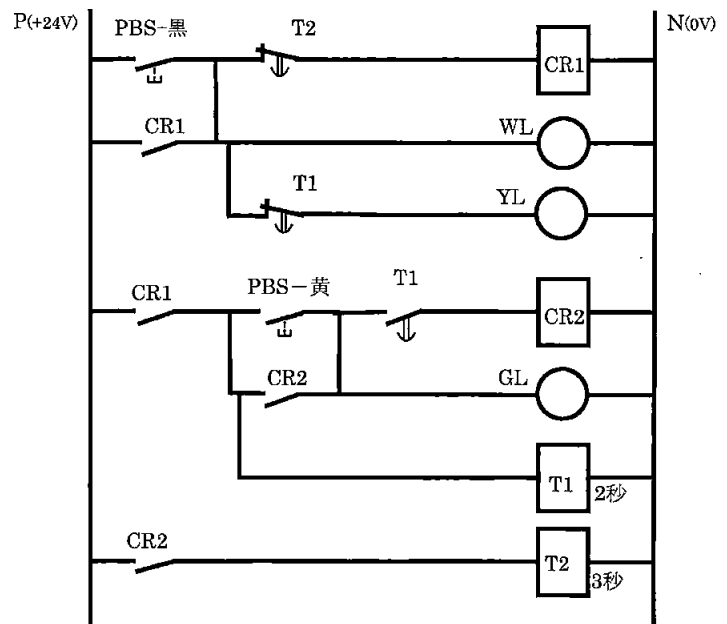 P(+24V)
N(0V)
PBS-黒
T2
CR1
CR1
WL
T1
YL
CR1
PBS-黄
T1
CR2
CR2
GL
T1
2秒
CR2
T2
3秒